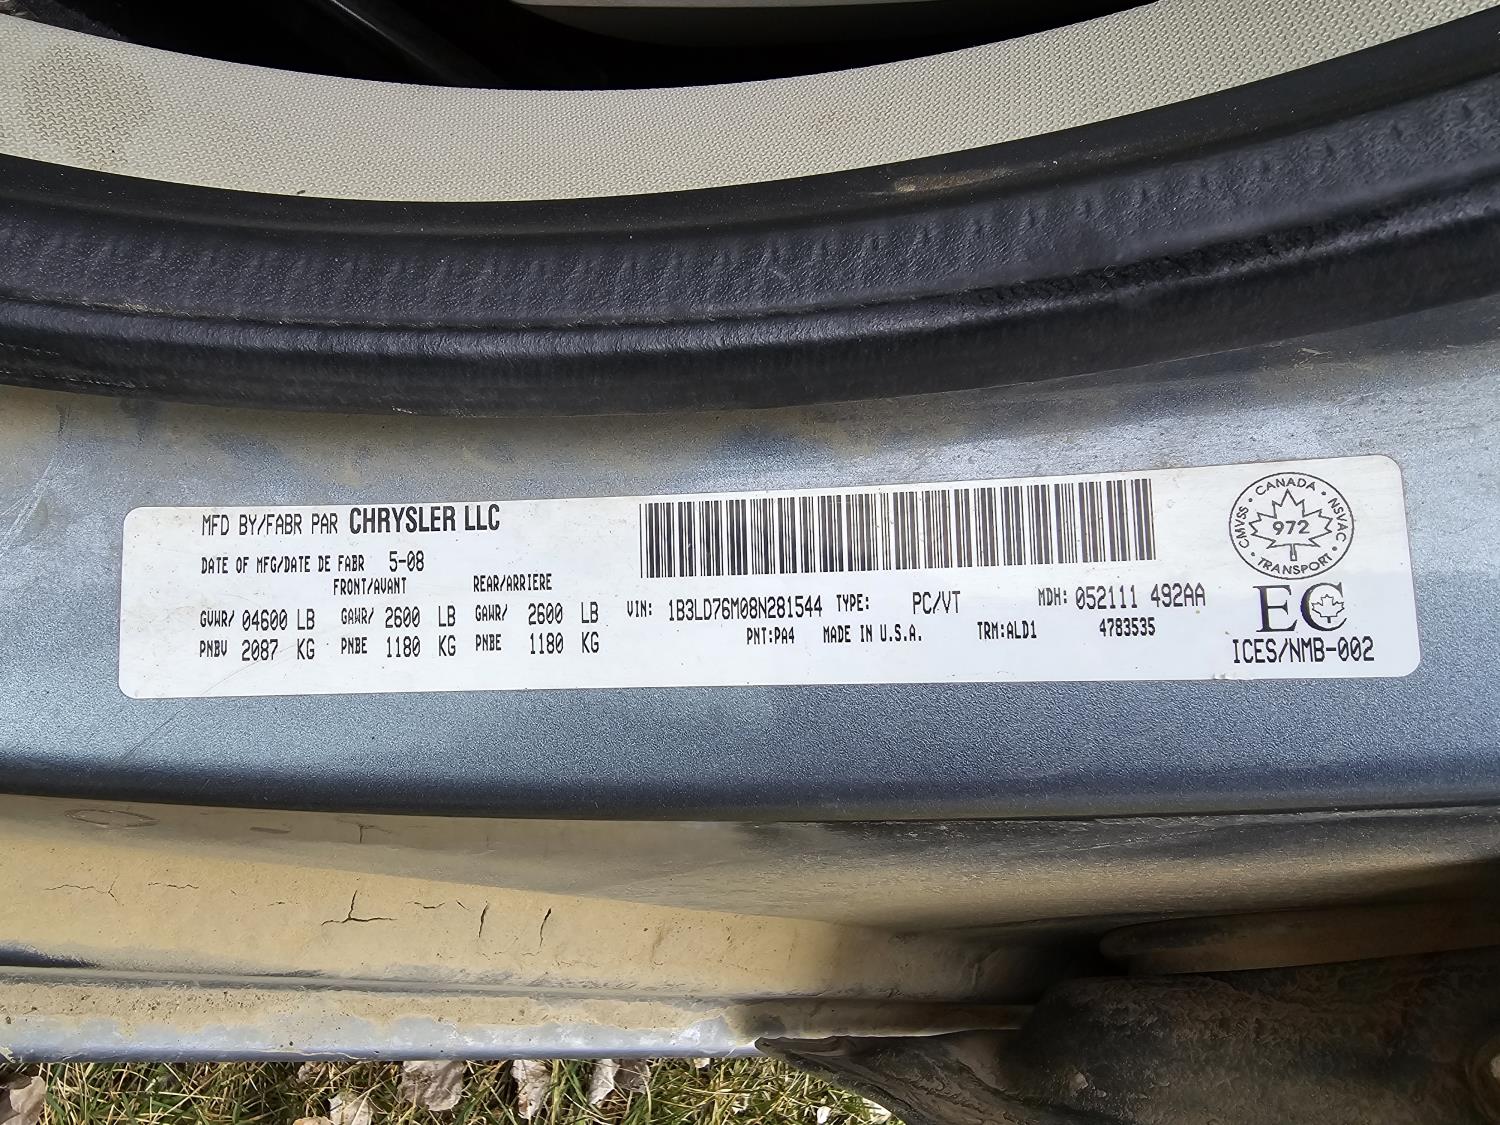 MFD BY/FABR PAR CHRYSLER LLC
DATE OF MFG/DATE DE FABR 5-08
FRONT/AVANT REAR/ARRIERE
GVWR/ 04600 LB GAWR/ 2600 LB GAWR/ 2600 LB
PNBV 2087 KG PNBE 1180 KG PNBE 1180 KG
VIN: 1B3LD76M08N281544 TYPE: PC/VT MDH: 052111 492AA
PNT:PA4 MADE IN U.S.A. TRM:ALD1 4783535
CANADA
CMVSS · 972 · NSVAC
TRANSPORT
EC
ICES/NMB-002